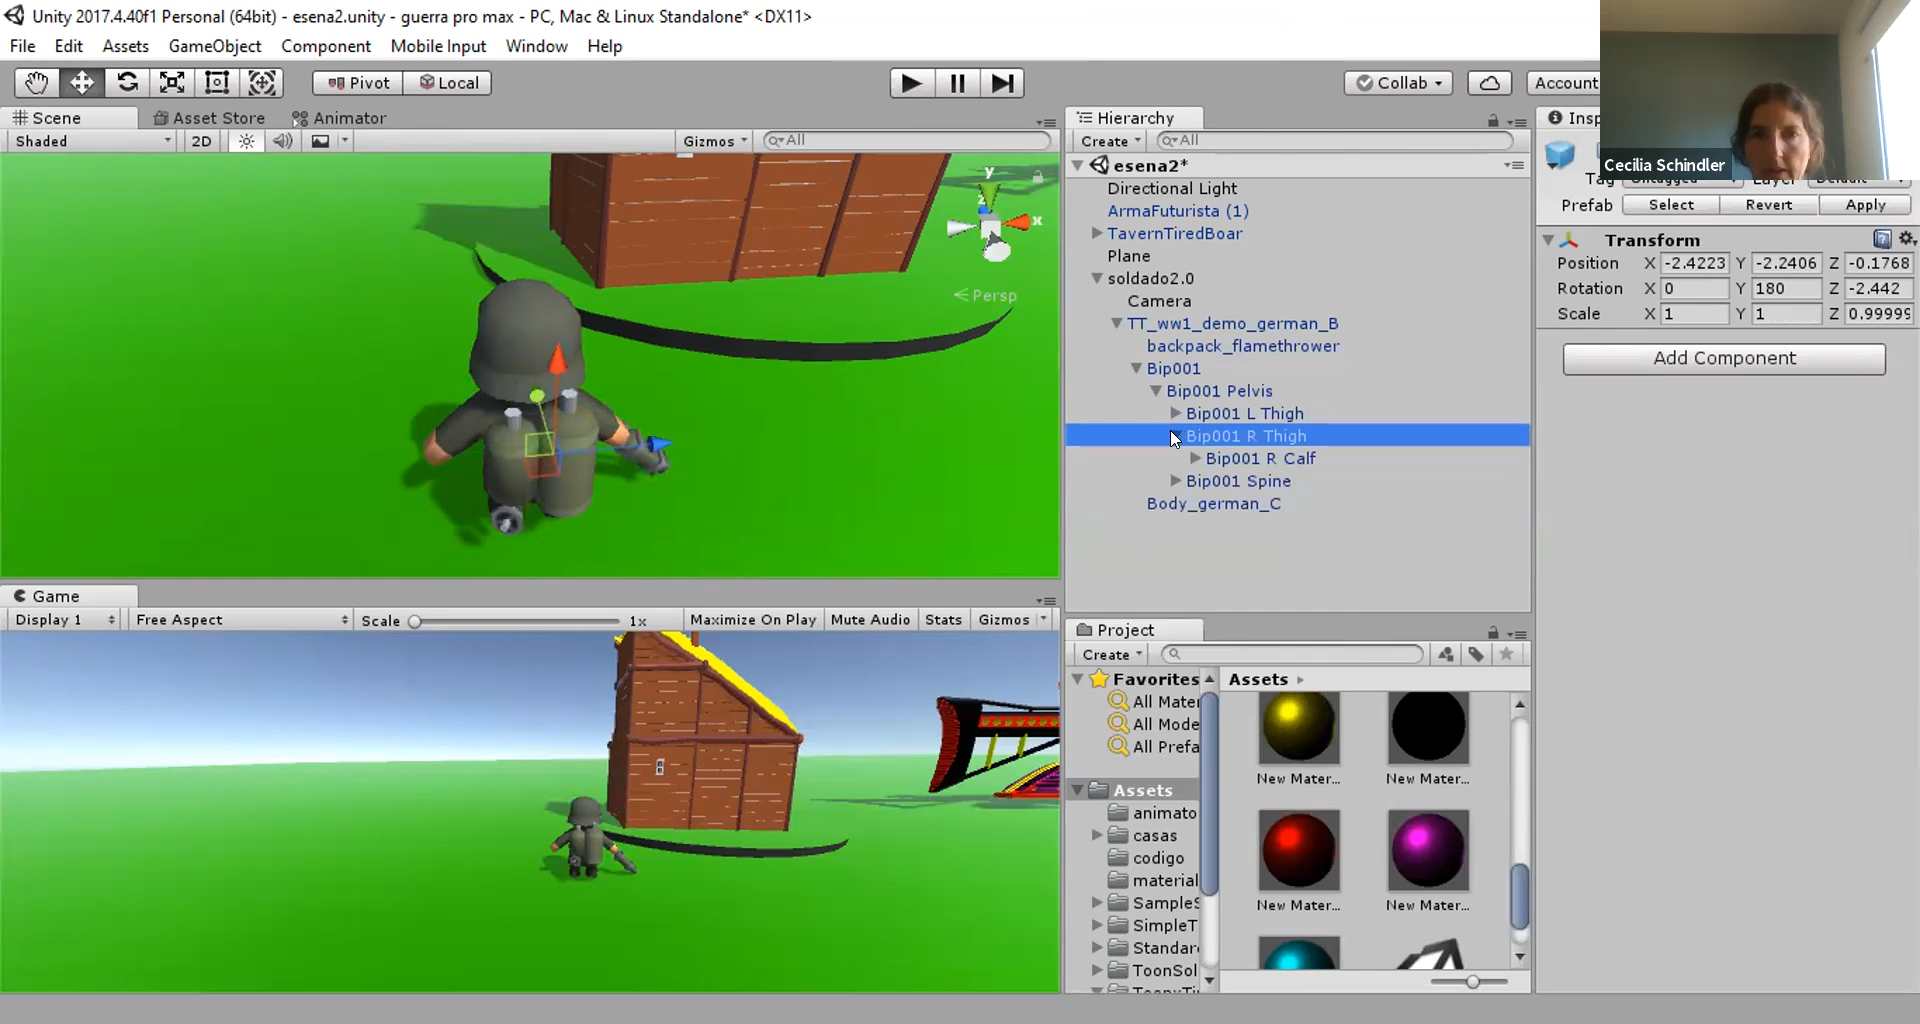 Unity 2017.4.40f1 Personal (64bit) - esena2.unity - guerra pro max - PC, Mac & Linux Standalone* <DX11>
File Edit Assets GameObject Component Mobile Input Window Help
Pivot Local Collab Account
Scene Asset Store Animator
Shaded 2D Gizmos All
y
z
x
Persp
Hierarchy
Create All
esena2*
Directional Light
ArmaFuturista (1)
TavernTiredBoar
Plane
soldado2.0
Camera
TT_ww1_demo_german_B
backpack_flamethrower
Bip001
Bip001 Pelvis
Bip001 L Thigh
Bip001 R Thigh
Bip001 R Calf
Bip001 Spine
Body_german_C
Insp
Cecilia Schindler
Tag Untagged Layer Default
Prefab Select Revert Apply
Transform
Position X -2.4223 Y -2.2406 Z -0.1768
Rotation X 0 Y 180 Z -2.442
Scale X 1 Y 1 Z 0.99999
Add Component
Game
Display 1 Free Aspect Scale 1x Maximize On Play Mute Audio Stats Gizmos
Project
Create
Favorites
All Mater
All Mode
All Prefa
Assets
animato
casas
codigo
material
SampleS
SimpleT
Standar
ToonSol
Assets
New Mater...
New Mater...
New Mater...
New Mater...